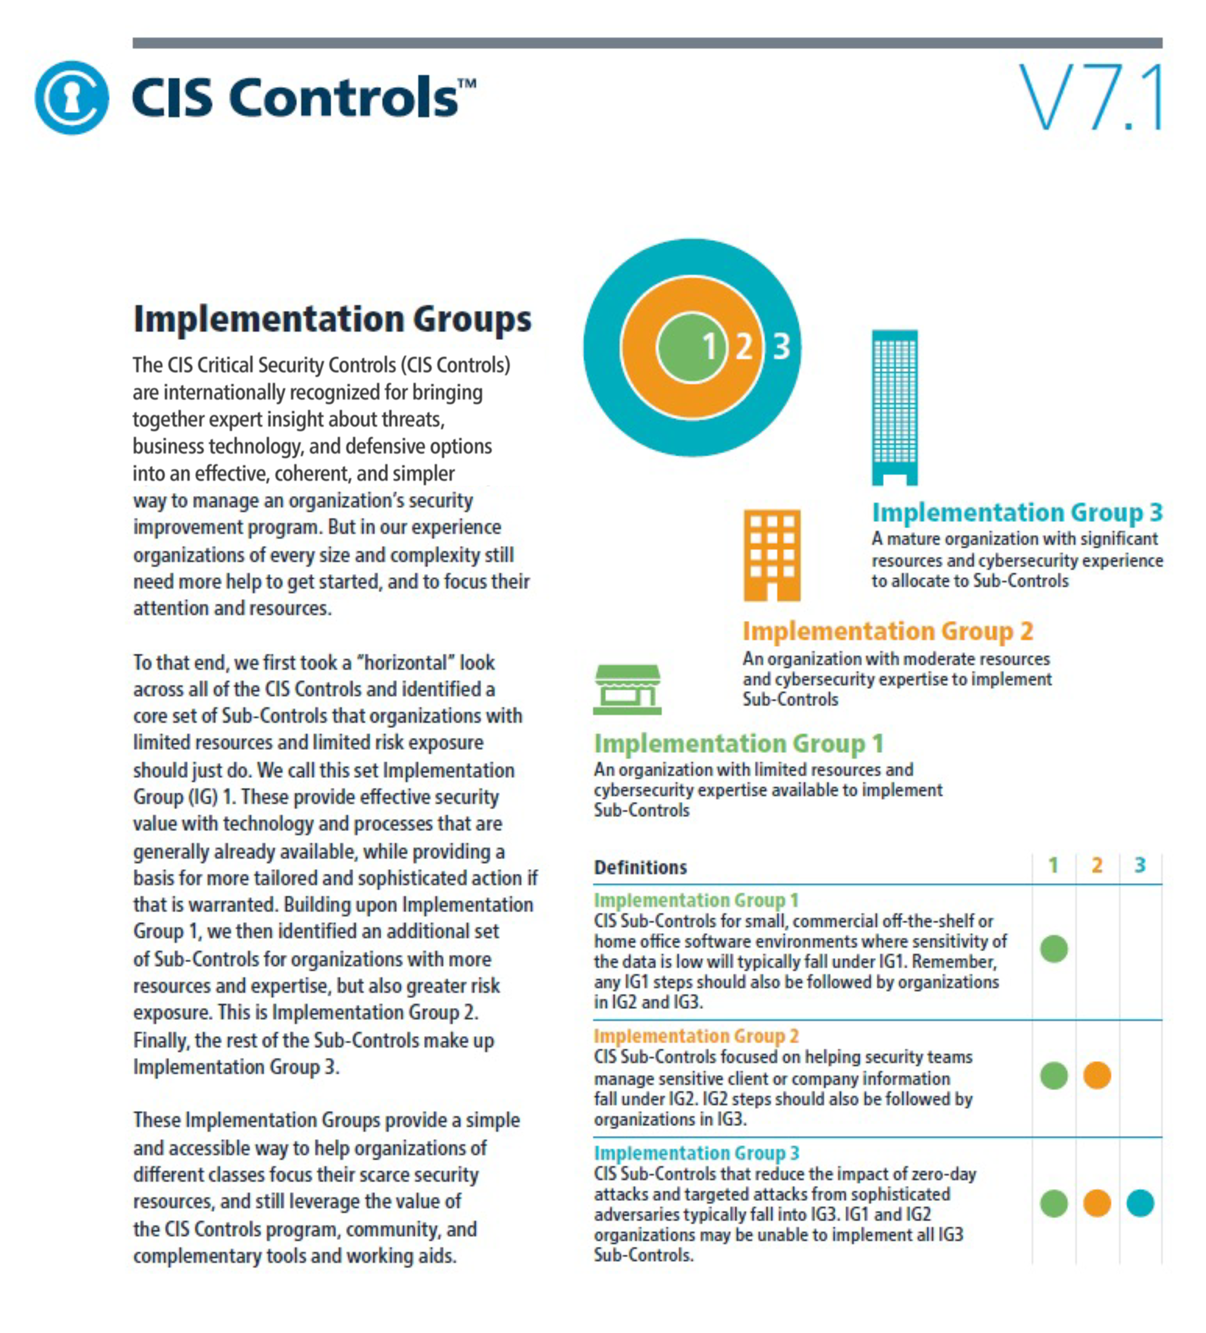 CIS Controls™
V7.1
Implementation Groups
The CIS Critical Security Controls (CIS Controls)
are internationally recognized for bringing
together expert insight about threats,
business technology, and defensive options
into an effective, coherent, and simpler
way to manage an organization's security
improvement program. But in our experience
organizations of every size and complexity still
need more help to get started, and to focus their
attention and resources.
To that end, we first took a "horizontal" look
across all of the CIS Controls and identified a
core set of Sub-Controls that organizations with
limited resources and limited risk exposure
should just do. We call this set Implementation
Group (IG) 1. These provide effective security
value with technology and processes that are
generally already available, while providing a
basis for more tailored and sophisticated action if
that is warranted. Building upon Implementation
Group 1, we then identified an additional set
of Sub-Controls for organizations with more
resources and expertise, but also greater risk
exposure. This is Implementation Group 2.
Finally, the rest of the Sub-Controls make up
Implementation Group 3.
These Implementation Groups provide a simple
and accessible way to help organizations of
different classes focus their scarce security
resources, and still leverage the value of
the CIS Controls program, community, and
complementary tools and working aids.
1 2 3
Implementation Group 3
A mature organization with significant
resources and cybersecurity experience
to allocate to Sub-Controls
Implementation Group 2
An organization with moderate resources
and cybersecurity expertise to implement
Sub-Controls
Implementation Group 1
An organization with limited resources and
cybersecurity expertise available to implement
Sub-Controls
Definitions 1 2 3
Implementation Group 1
CIS Sub-Controls for small, commercial off-the-shelf or
home office software environments where sensitivity of
the data is low will typically fall under IG1. Remember,
any IG1 steps should also be followed by organizations
in IG2 and IG3.
Implementation Group 2
CIS Sub-Controls focused on helping security teams
manage sensitive client or company information
fall under IG2. IG2 steps should also be followed by
organizations in IG3.
Implementation Group 3
CIS Sub-Controls that reduce the impact of zero-day
attacks and targeted attacks from sophisticated
adversaries typically fall into IG3. IG1 and IG2
organizations may be unable to implement all IG3
Sub-Controls.